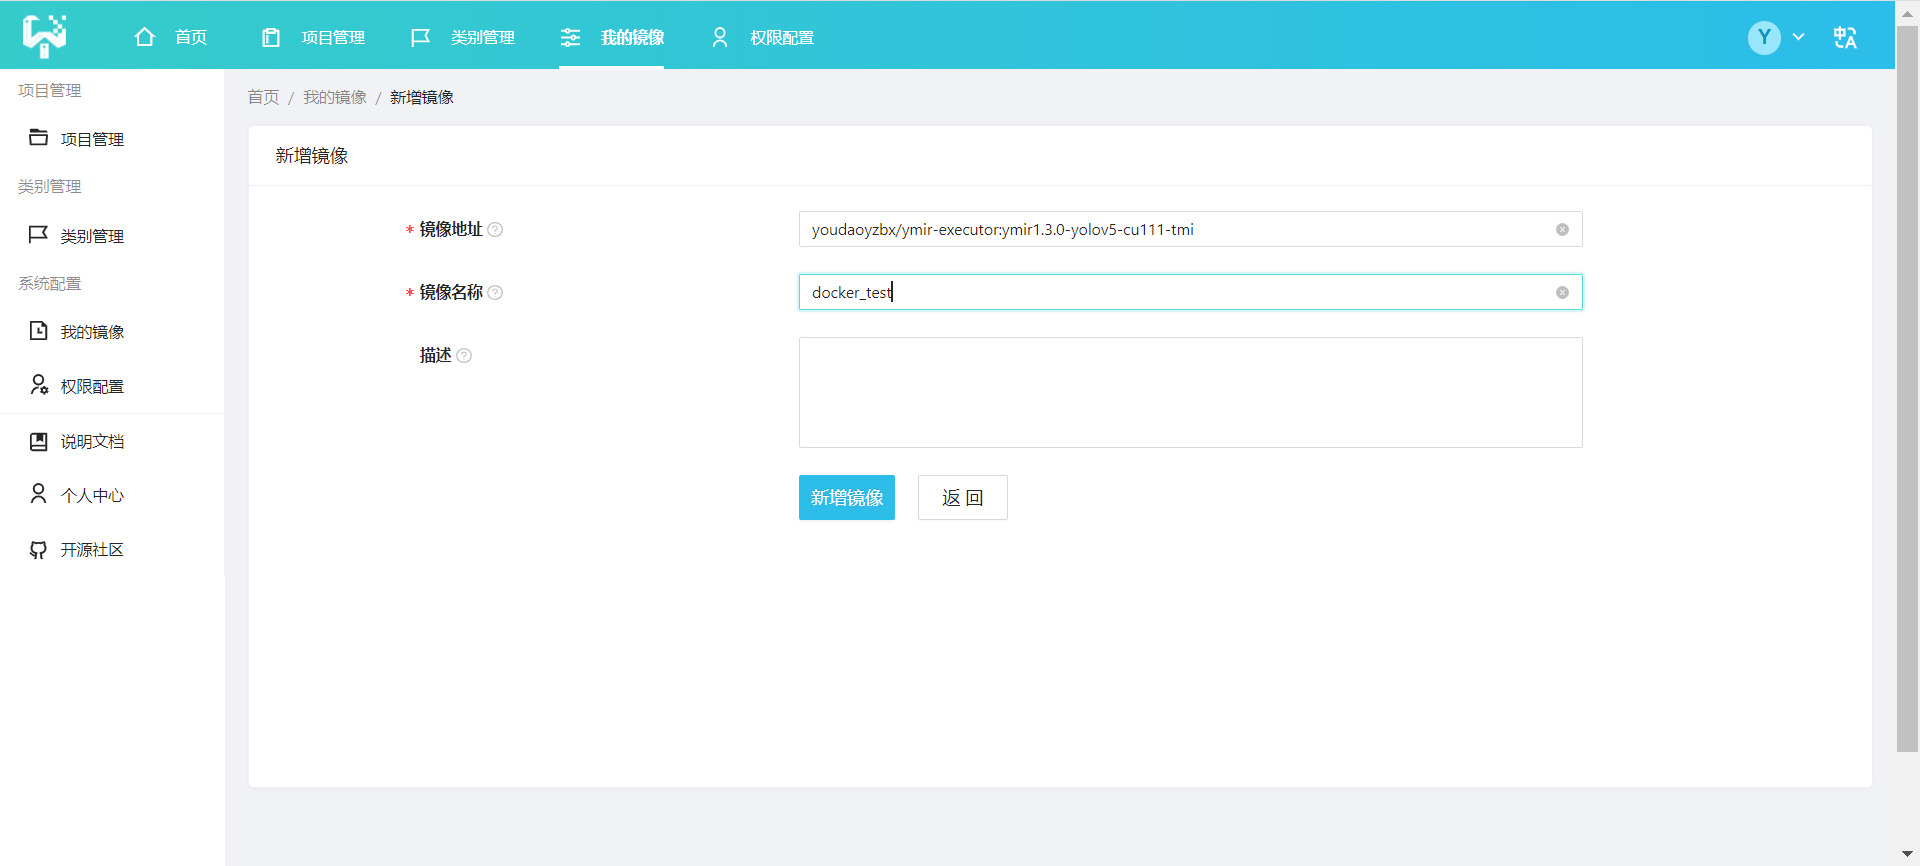 首页
项目管理
类别管理
我的镜像
权限配置
Y
中A
项目管理
项目管理
类别管理
类别管理
系统配置
我的镜像
权限配置
说明文档
个人中心
开源社区
首页 / 我的镜像 / 新增镜像
新增镜像
* 镜像地址 ?
youdaoyzbx/ymir-executor:ymir1.3.0-yolov5-cu111-tmi
* 镜像名称 ?
docker_test
描述 ?
新增镜像
返 回